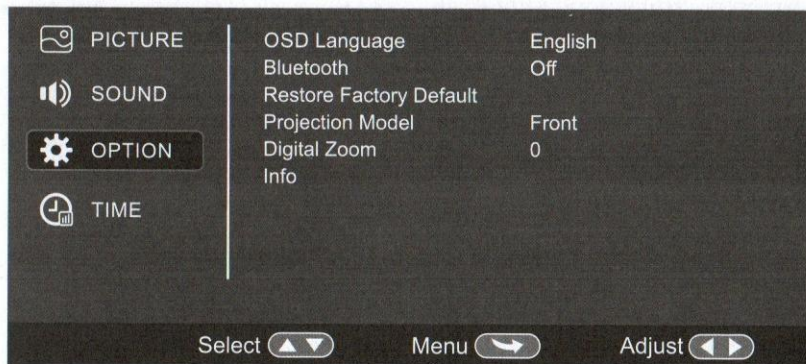 PICTURE
SOUND
OPTION
TIME
OSD Language English
Bluetooth Off
Restore Factory Default
Projection Model Front
Digital Zoom 0
Info
Select Menu Adjust